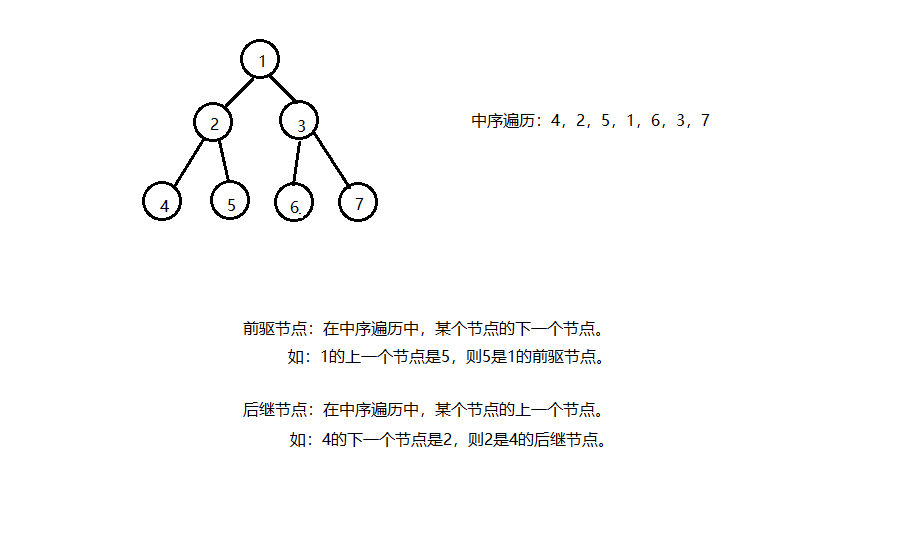 1
2
3
中序遍历：4，2，5，1，6，3，7
4
5
6
7
前驱节点：在中序遍历中，某个节点的下一个节点。
如：1的上一个节点是5，则5是1的前驱节点。
后继节点：在中序遍历中，某个节点的上一个节点。
如：4的下一个节点是2，则2是4的后继节点。